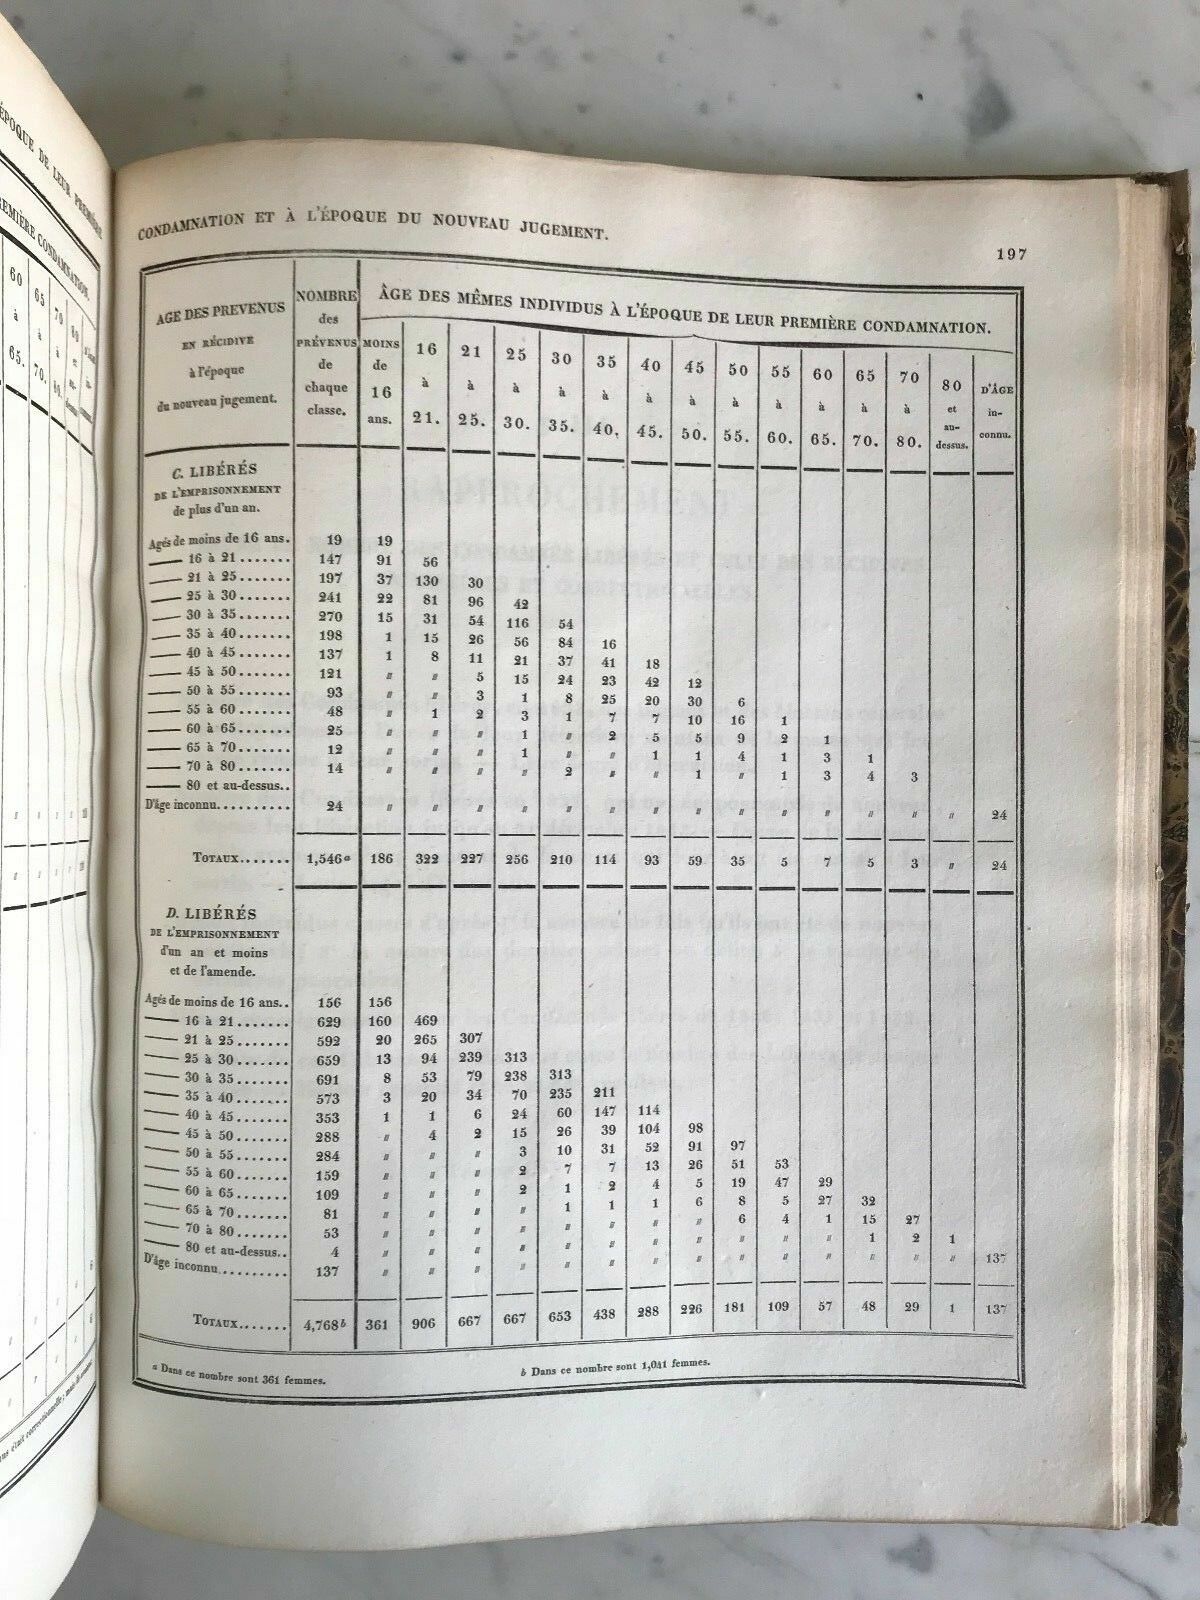 ÉPOQUE DE LEUR PREMIÈRE
PREMIÈRE CONDAMNATION.
60 65 70 80
à à à et
65. 70. 80.
CONDAMNATION ET À L'ÉPOQUE DU NOUVEAU JUGEMENT.
197
AGE DES PRÉVENUS
EN RÉCIDIVE
à l'époque
du nouveau jugement.
NOMBRE
des
PRÉVENUS
de
chaque
classe.
ÂGE DES MÊMES INDIVIDUS À L'ÉPOQUE DE LEUR PREMIÈRE CONDAMNATION.
MOINS
de
16
ans.
16 à 21.
21 à 25.
25 à 30.
30 à 35.
35 à 40.
40 à 45.
45 à 50.
50 à 55.
55 à 60.
60 à 65.
65 à 70.
70 à 80.
80
et
au-
dessus.
D'ÂGE
in-
connu.
C. LIBÉRÉS
DE L'EMPRISONNEMENT
de plus d'un an.
Agés de moins de 16 ans. 19 19
—— 16 à 21....... 147 91 56
—— 21 à 25....... 197 37 130 30
—— 25 à 30....... 241 22 81 96 42
—— 30 à 35....... 270 15 31 54 116 54
—— 35 à 40....... 198 1 15 26 56 84 16
—— 40 à 45....... 137 1 8 11 21 37 41 18
—— 45 à 50....... 121 " " 5 15 24 23 42 12
—— 50 à 55....... 93 " " 3 1 8 25 20 30 6
—— 55 à 60....... 48 " 1 2 3 1 7 7 10 16 1
—— 60 à 65....... 25 " " " 1 " 2 5 5 9 2 1
—— 65 à 70....... 12 " " " 1 " " 1 1 4 1 3 1
—— 70 à 80....... 14 " " " " 2 " " 1 " 1 3 4 3
—— 80 et au-dessus..
D'âge inconnu.......... 24 " " " " " " " " " " " " " " 24
TOTAUX....... 1,546a 186 322 227 256 210 114 93 59 35 5 7 5 3 " 24
D. LIBÉRÉS
DE L'EMPRISONNEMENT
d'un an et moins
et de l'amende.
Agés de moins de 16 ans.. 156 156
—— 16 à 21....... 629 160 469
—— 21 à 25....... 592 20 265 307
—— 25 à 30....... 659 13 94 239 313
—— 30 à 35....... 691 8 53 79 238 313
—— 35 à 40....... 573 3 20 34 70 235 211
—— 40 à 45....... 353 1 1 6 24 60 147 114
—— 45 à 50....... 288 " 4 2 15 26 39 104 98
—— 50 à 55....... 284 " " " 3 10 31 52 91 97
—— 55 à 60....... 159 " " " 2 7 7 13 26 51 53
—— 60 à 65....... 109 " " " 2 1 2 4 5 19 47 29
—— 65 à 70....... 81 " " " " 1 1 1 6 8 5 27 32
—— 70 à 80....... 53 " " " " " " " " 6 4 1 15 27
—— 80 et au-dessus.. 4 " " " " " " " " " " " 1 2 1
D'âge inconnu.......... 137 " " " " " " " " " " " " " " 137
TOTAUX....... 4,768b 361 906 667 667 653 438 288 226 181 109 57 48 29 1 137
a Dans ce nombre sont 361 femmes.
b Dans ce nombre sont 1,041 femmes.